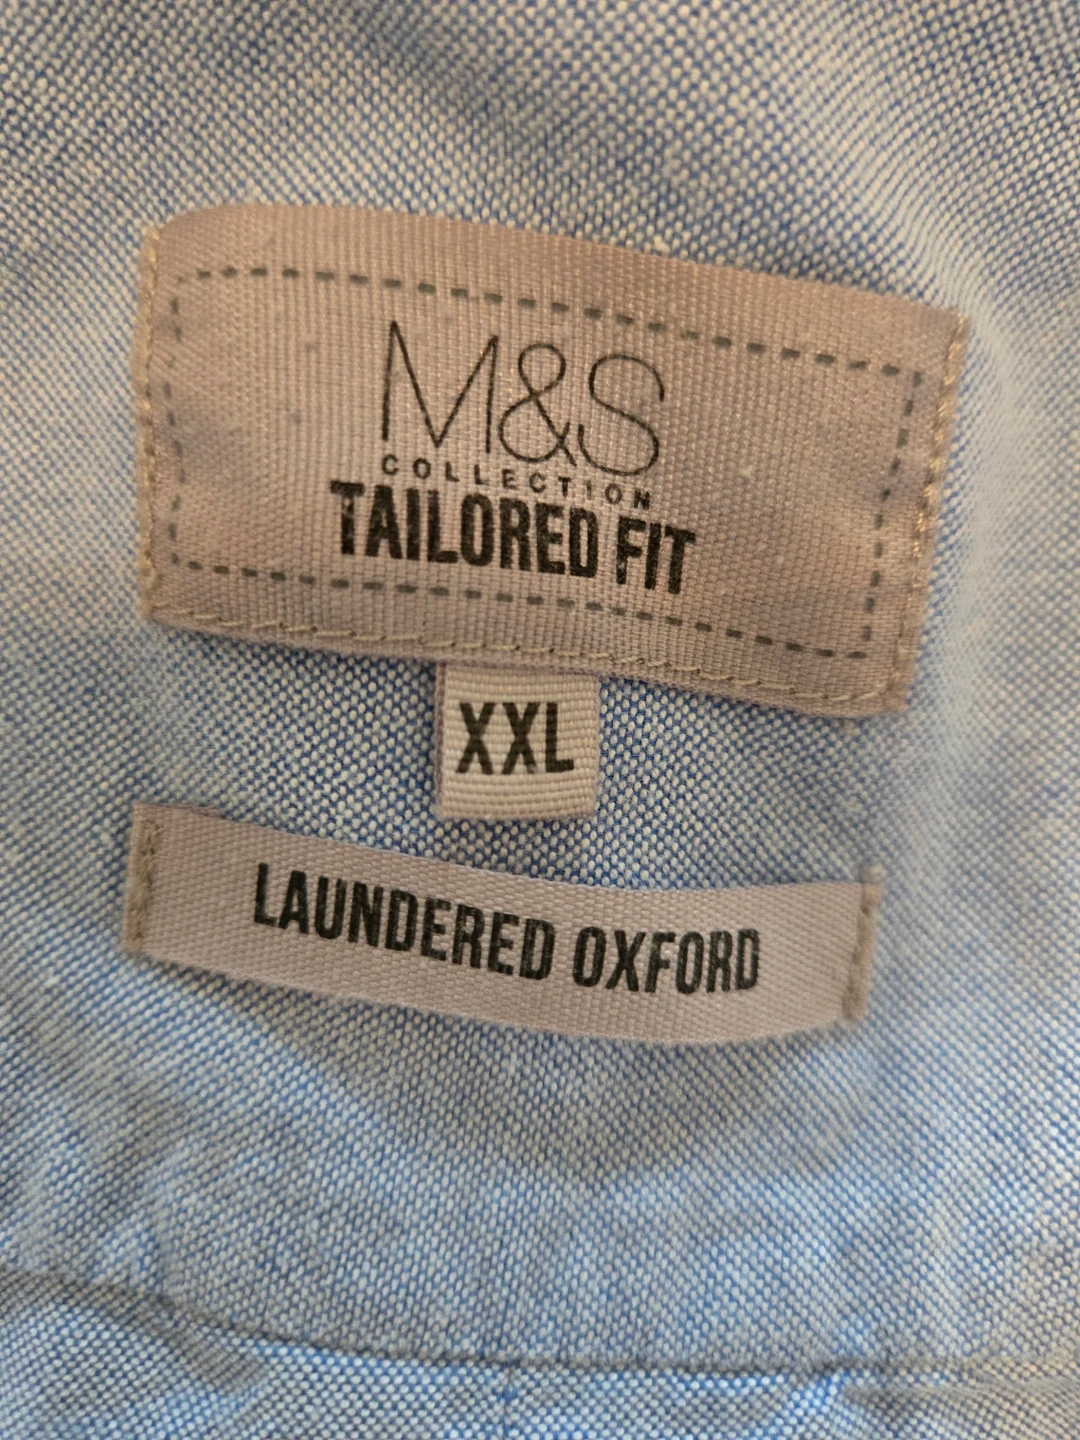 M&S
COLLECTION
TAILORED FIT
XXL
LAUNDERED OXFORD